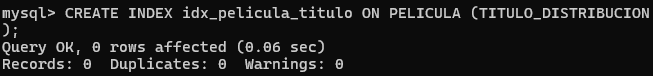 mysql> CREATE INDEX idx_pelicula_titulo ON PELICULA (TITULO_DISTRIBUCION
);
Query OK, 0 rows affected (0.06 sec)
Records: 0  Duplicates: 0  Warnings: 0